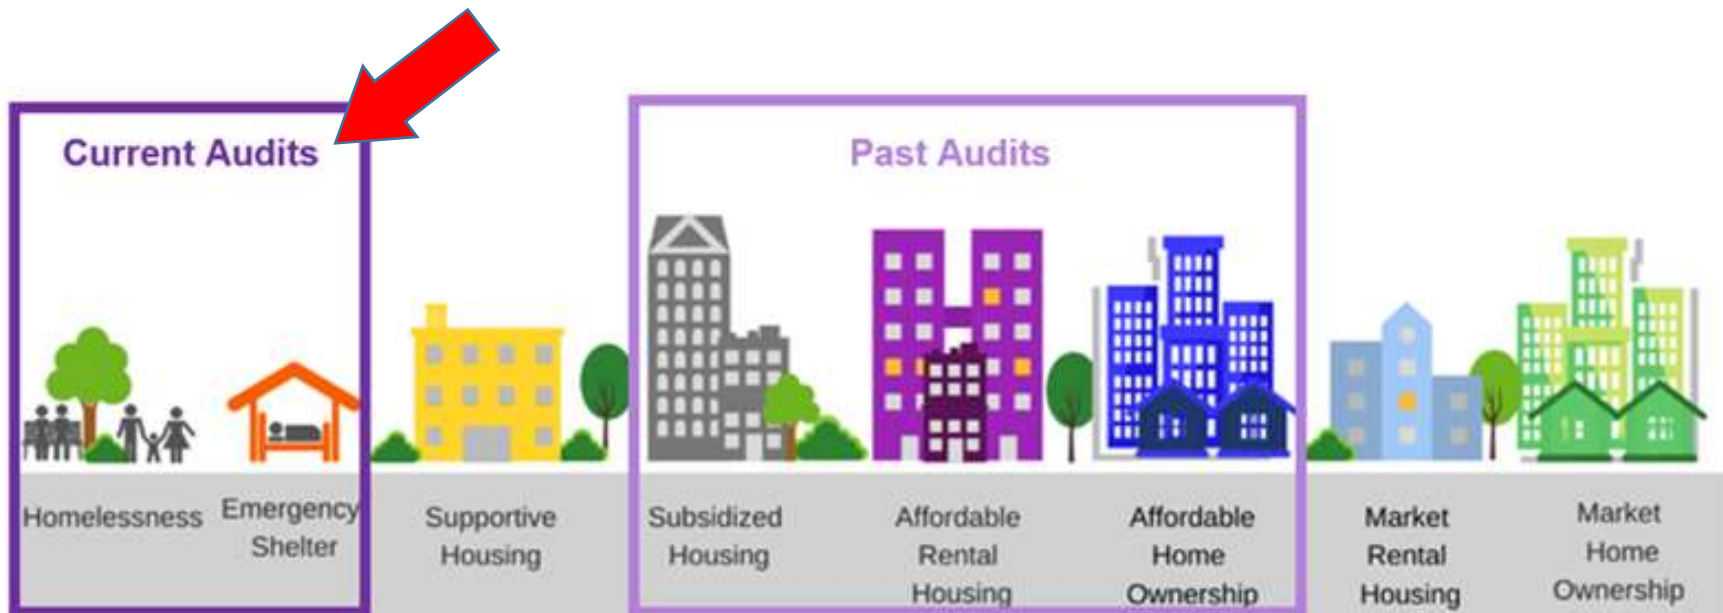 Current Audits
Past Audits
Homelessness
Emergency
Shelter
Supportive
Housing
Subsidized
Housing
Affordable
Rental
Housing
Affordable
Home
Ownership
Market
Rental
Housing
Market
Home
Ownership